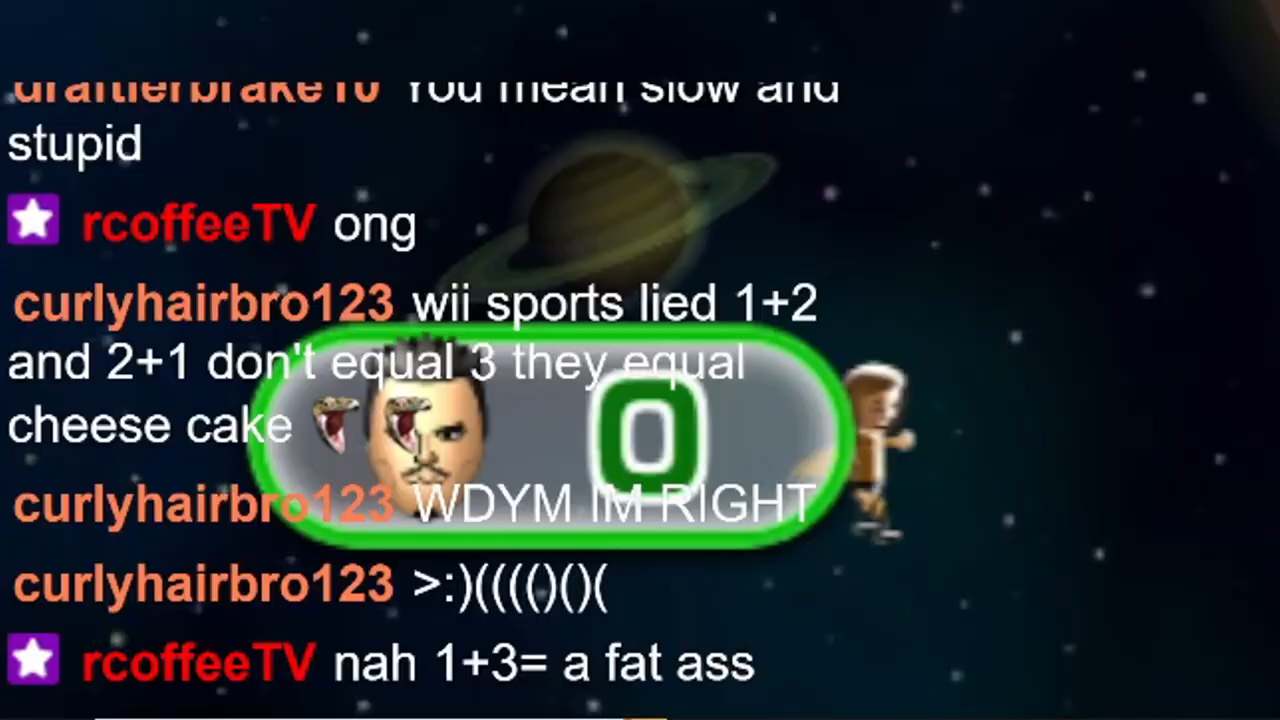 draftierbrake10 You mean slow and
stupid
rcoffeeTV ong
curlyhairbro123 wii sports lied 1+2
and 2+1 don't equal 3 they equal
cheese cake
0
curlyhairbro123 WDYM IM RIGHT
curlyhairbro123 >:)(((()()(
rcoffeeTV nah 1+3= a fat ass